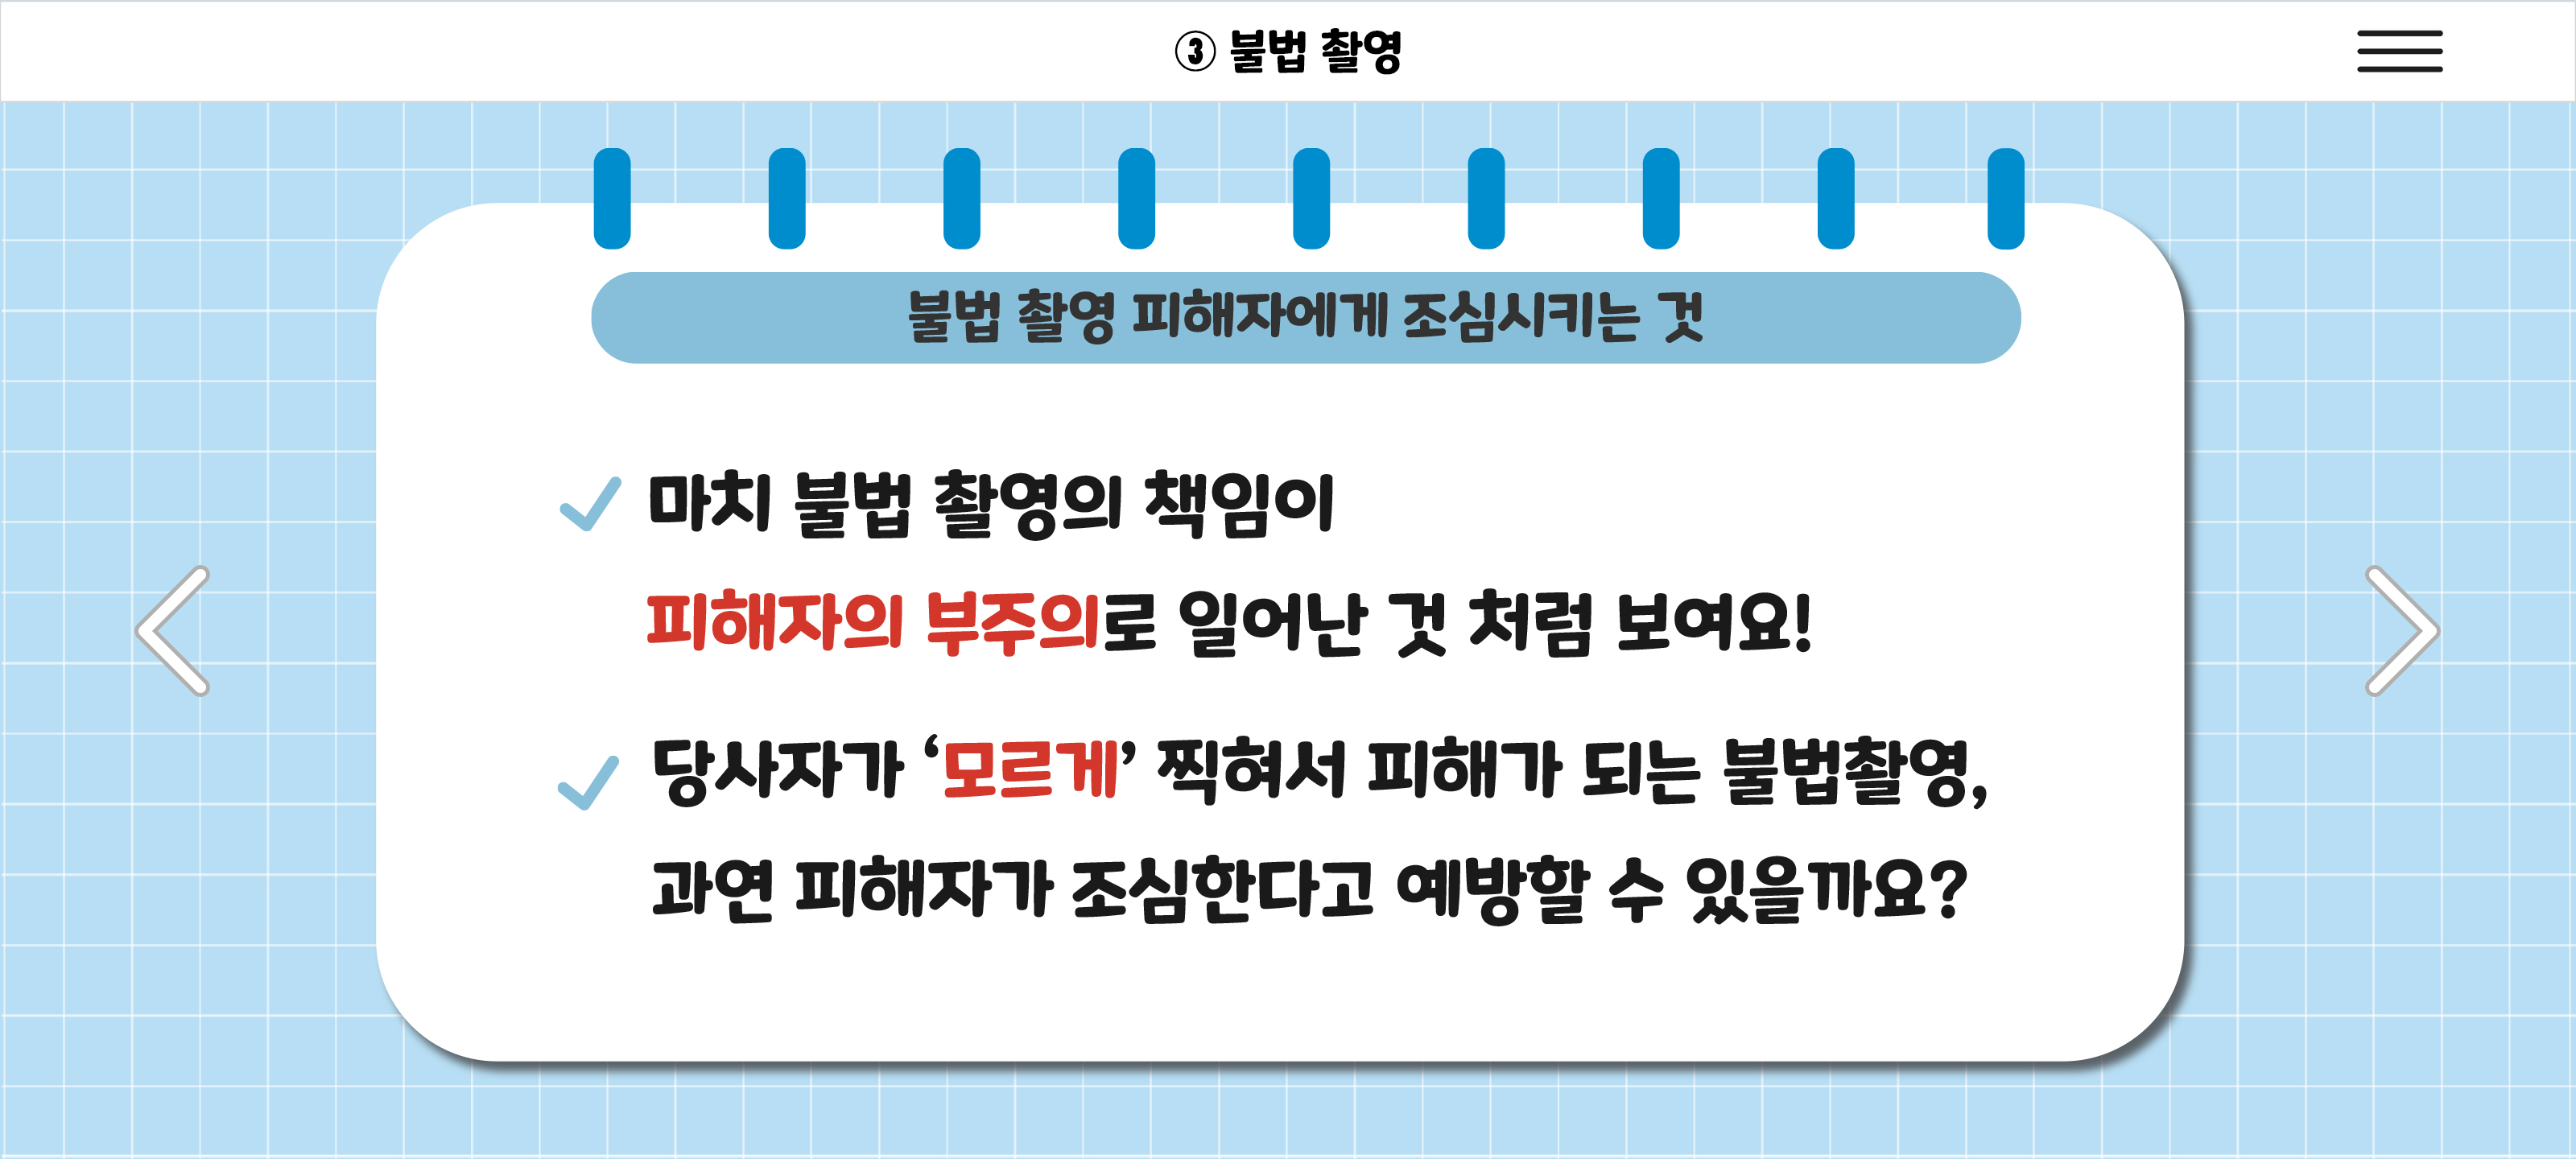 ③ 불법 촬영
불법 촬영 피해자에게 조심시키는 것
마치 불법 촬영의 책임이
피해자의 부주의로 일어난 것 처럼 보여요!
당사자가 ‘모르게’ 찍혀서 피해가 되는 불법촬영,
과연 피해자가 조심한다고 예방할 수 있을까요?